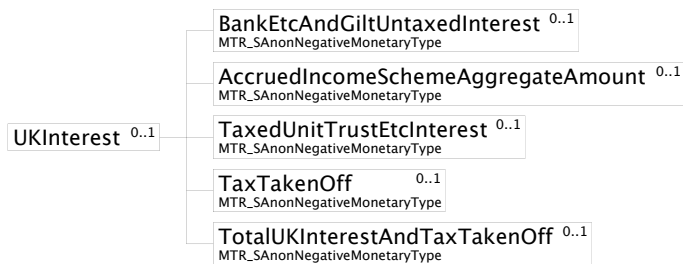 BankEtcAndGiltUntaxedInterest 0..1
MTR_SAnonNegativeMonetaryType
AccruedIncomeSchemeAggregateAmount 0..1
MTR_SAnonNegativeMonetaryType
UKInterest 0..1
TaxedUnitTrustEtcInterest 0..1
MTR_SAnonNegativeMonetaryType
TaxTakenOff 0..1
MTR_SAnonNegativeMonetaryType
TotalUKInterestAndTaxTakenOff 0..1
MTR_SAnonNegativeMonetaryType